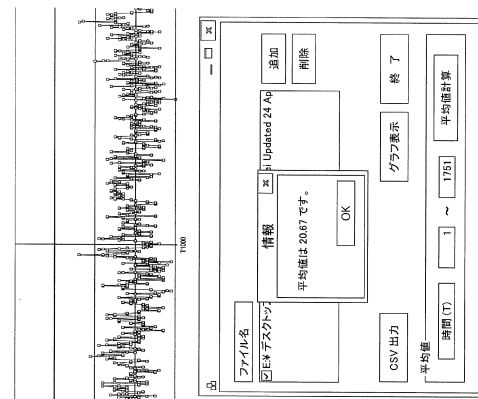 T1000
ファイル名
E:¥ デスクトッ
ei Updated 24 Ap
追加
削除
情報
平均値は 20.67 です。
OK
CSV 出力
グラフ表示
終 了
平均値
時間 (T)
1
~
1751
平均値計算